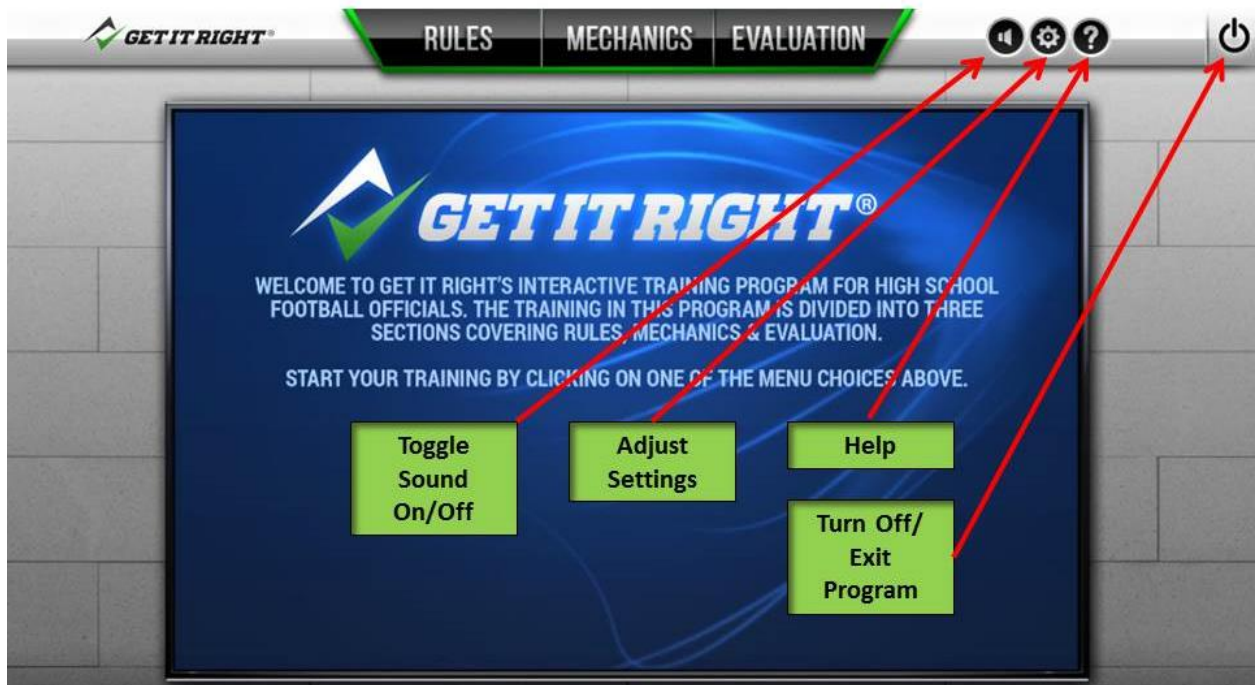 GET IT RIGHT®
RULES
MECHANICS
EVALUATION
?
GET IT RIGHT®
WELCOME TO GET IT RIGHT'S INTERACTIVE TRAINING PROGRAM FOR HIGH SCHOOL
FOOTBALL OFFICIALS. THE TRAINING IN THIS PROGRAM IS DIVIDED INTO THREE
SECTIONS COVERING RULES, MECHANICS & EVALUATION.
START YOUR TRAINING BY CLICKING ON ONE OF THE MENU CHOICES ABOVE.
Toggle
Sound
On/Off
Adjust
Settings
Help
Turn Off/
Exit
Program